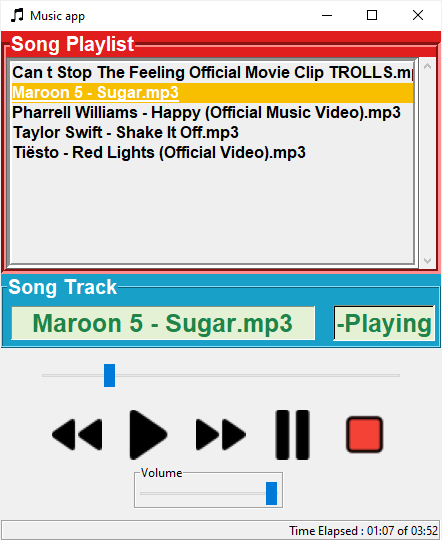 Music app
Song Playlist
Can t Stop The Feeling Official Movie Clip TROLLS.mp
Maroon 5 - Sugar.mp3
Pharrell Williams - Happy (Official Music Video).mp3
Taylor Swift - Shake It Off.mp3
Tiësto - Red Lights (Official Video).mp3
Song Track
Maroon 5 - Sugar.mp3 -Playing
Volume
Time Elapsed : 01:07 of 03:52